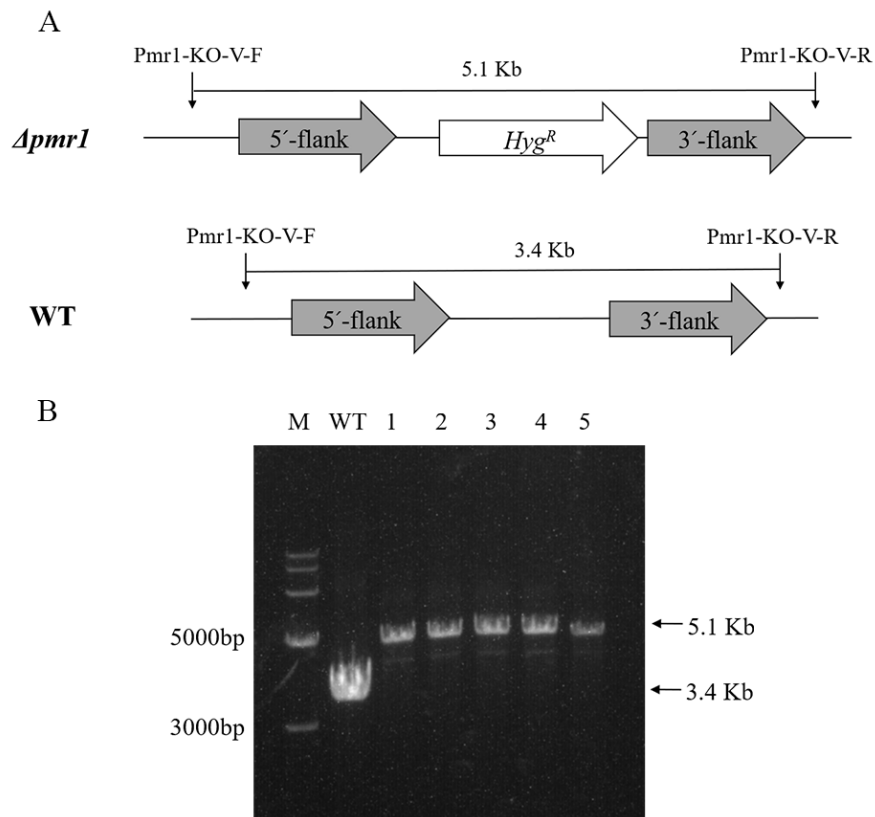 A
Pmr1-KO-V-F Pmr1-KO-V-R
5.1 Kb
Δpmr1 5´-flank Hygᴿ 3´-flank
Pmr1-KO-V-F Pmr1-KO-V-R
3.4 Kb
WT 5´-flank 3´-flank
B
M WT 1 2 3 4 5
5000bp 5.1 Kb
3.4 Kb
3000bp